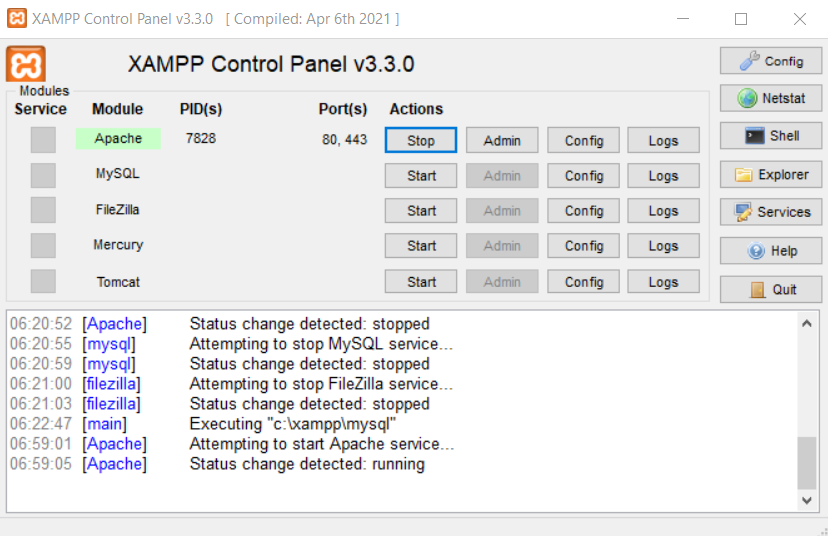 XAMPP Control Panel v3.3.0 [ Compiled: Apr 6th 2021 ]
XAMPP Control Panel v3.3.0
Config
Modules
Service Module PID(s) Port(s) Actions
Netstat
Apache 7828 80, 443 Stop Admin Config Logs
Shell
MySQL Start Admin Config Logs
Explorer
FileZilla Start Admin Config Logs
Services
Mercury Start Admin Config Logs
Help
Tomcat Start Admin Config Logs
Quit
06:20:52 [Apache] Status change detected: stopped
06:20:55 [mysql] Attempting to stop MySQL service...
06:20:59 [mysql] Status change detected: stopped
06:21:00 [filezilla] Attempting to stop FileZilla service...
06:21:03 [filezilla] Status change detected: stopped
06:22:47 [main] Executing "c:\xampp\mysql"
06:59:01 [Apache] Attempting to start Apache service...
06:59:05 [Apache] Status change detected: running